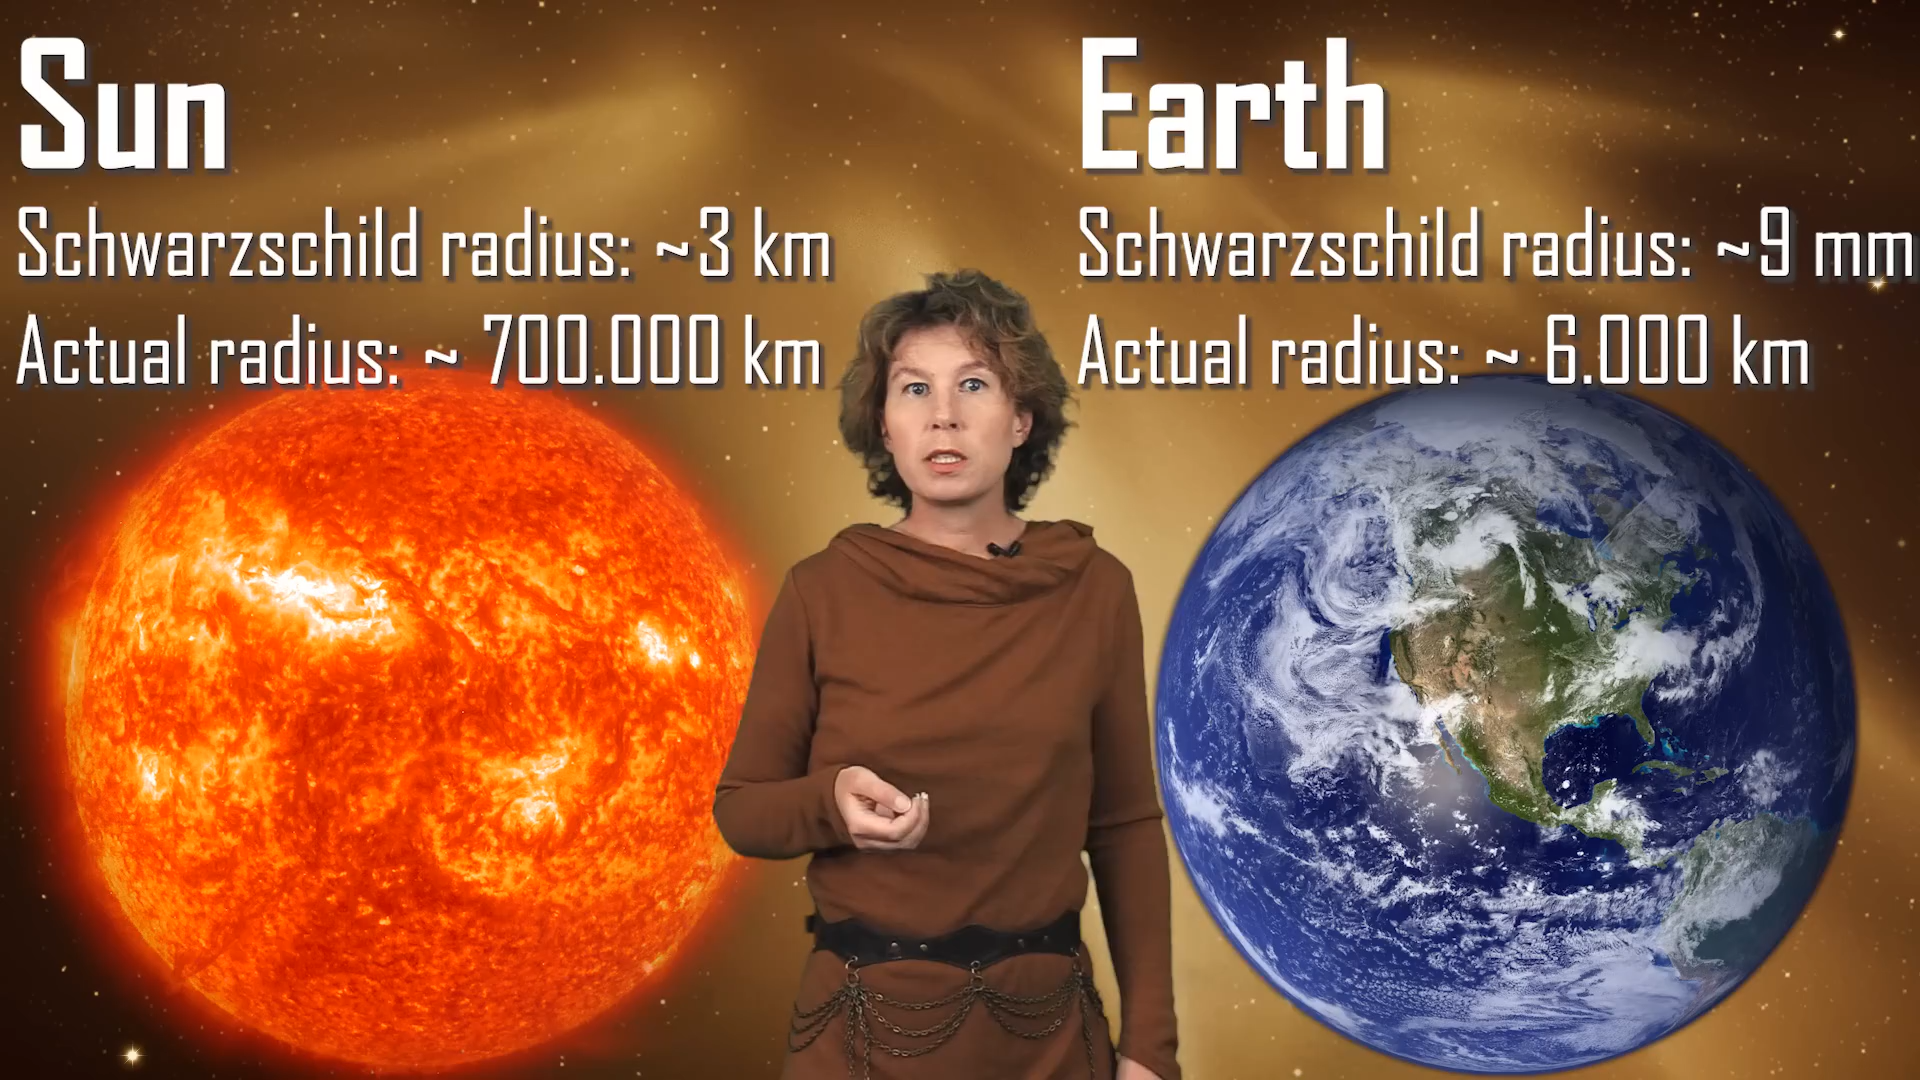 Sun
Schwarzschild radius: ~3 km
Actual radius: ~ 700.000 km
Earth
Schwarzschild radius: ~9 mm
Actual radius: ~ 6.000 km